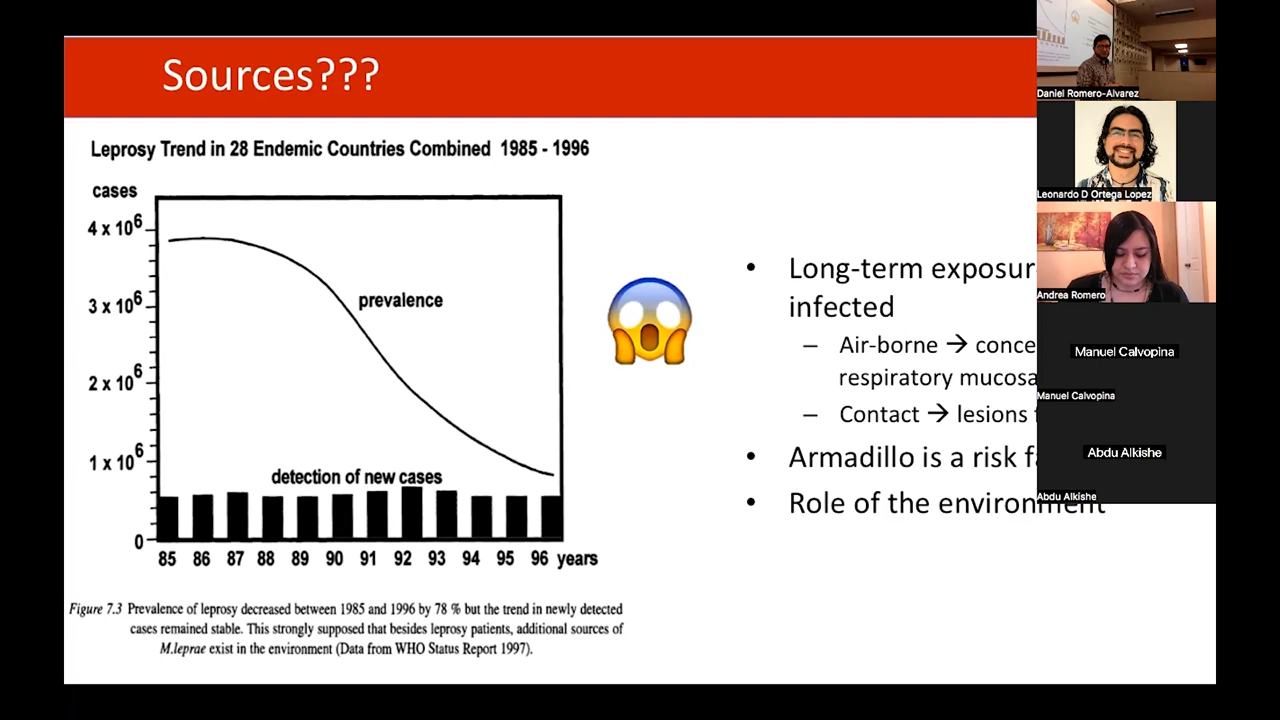 Sources???
Leprosy Trend in 28 Endemic Countries Combined 1985 - 1996
cases
4 x 10⁶
3 x 10⁶
2 x 10⁶
1 x 10⁶
0
prevalence
detection of new cases
85 86 87 88 89 90 91 92 93 94 95 96 years
Figure 7.3 Prevalence of leprosy decreased between 1985 and 1996 by 78 % but the trend in newly detected
cases remained stable. This strongly supposed that besides leprosy patients, additional sources of
M.leprae exist in the environment (Data from WHO Status Report 1997).
• Long-term
infected
– Air-borne →
respiratory mucosa
– Contact → lesions
• Armadillo is a risk
• Role of the environment
Daniel Romero-Alvarez
Leonardo D Ortega Lopez
Andrea Romero
Manuel Calvopina
Manuel Calvopina
Abdu Alkishe
Abdu Alkishe